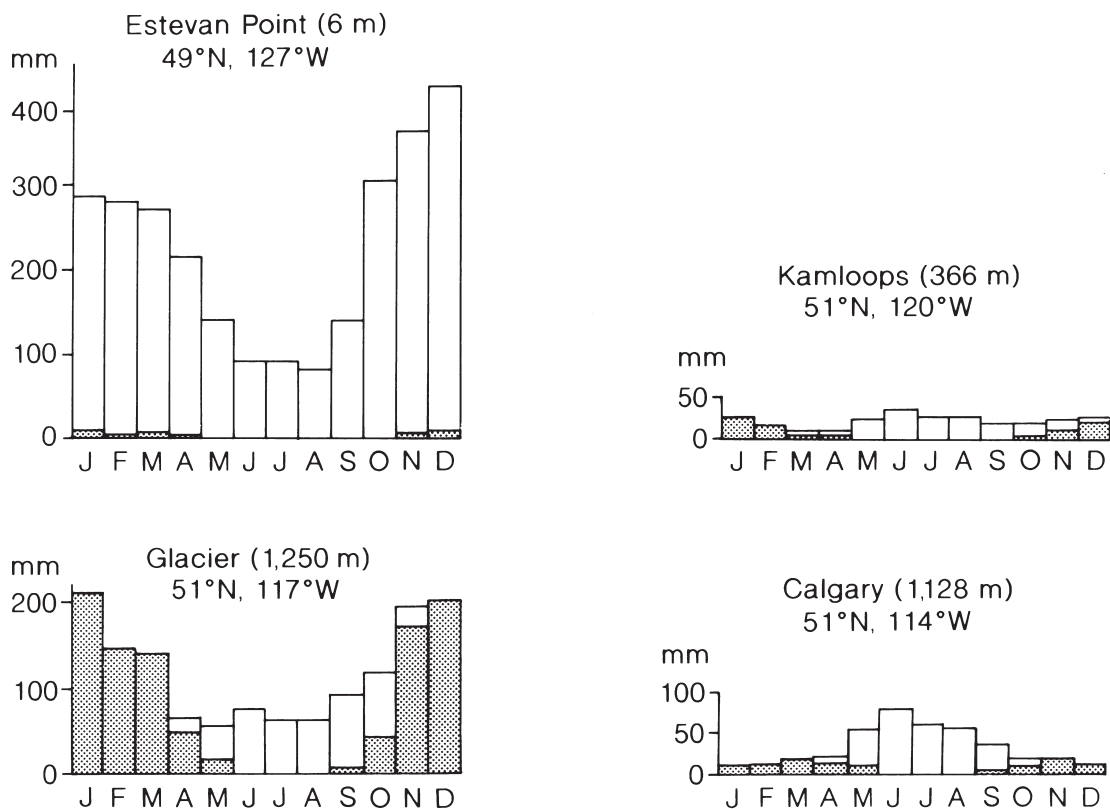 Estevan Point (6 m)
49°N, 127°W
mm
400
300
200
100
0
J F M A M J J A S O N D
Kamloops (366 m)
51°N, 120°W
mm
50
0
J F M A M J J A S O N D
Glacier (1,250 m)
51°N, 117°W
mm
200
100
0
J F M A M J J A S O N D
Calgary (1,128 m)
51°N, 114°W
mm
100
50
0
J F M A M J J A S O N D